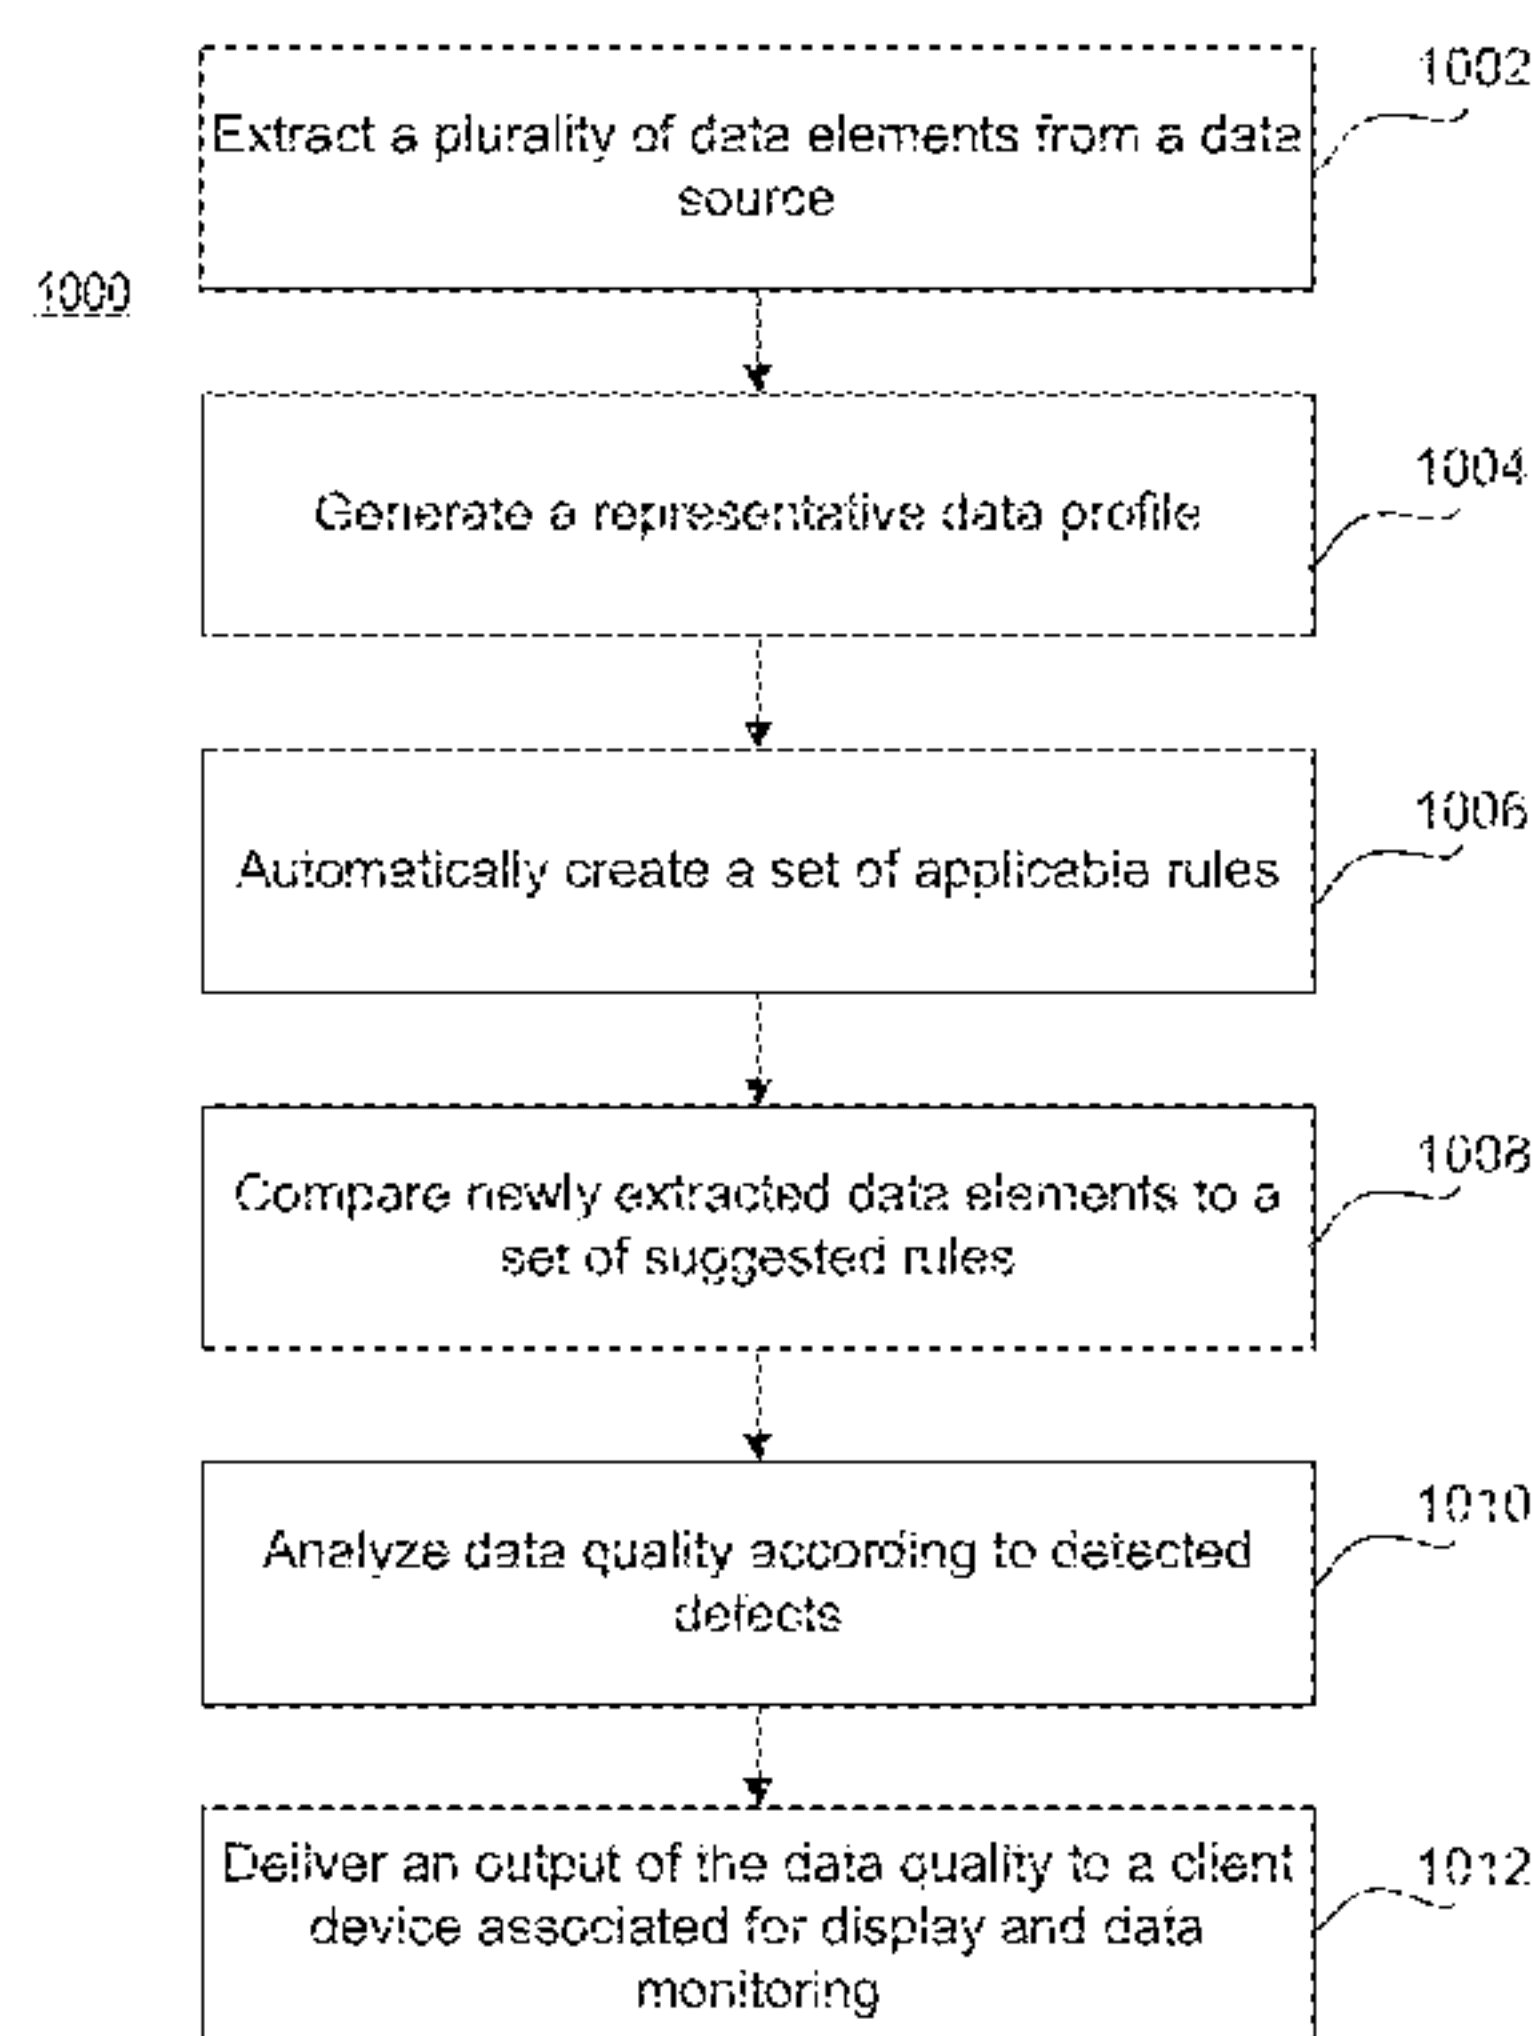 1002
Extract a plurality of data elements from a data
source
1000
1004
Generate a representative data profile
1006
Automatically create a set of applicable rules
1008
Compare newly extracted data elements to a
set of suggested rules
1010
Analyze data quality according to detected
defects
1012
Deliver an output of the data quality to a client
device associated for display and data
monitoring